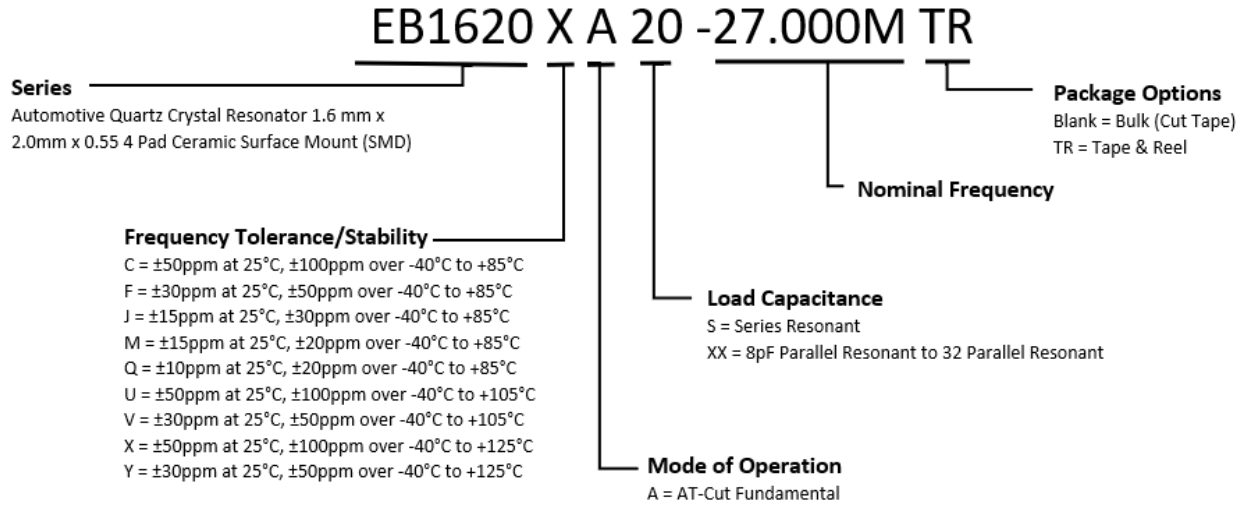 EB1620 X A 20 -27.000M TR
Series
Automotive Quartz Crystal Resonator 1.6 mm x
2.0mm x 0.55 4 Pad Ceramic Surface Mount (SMD)
Package Options
Blank = Bulk (Cut Tape)
TR = Tape & Reel
Nominal Frequency
Frequency Tolerance/Stability
C = ±50ppm at 25°C, ±100ppm over -40°C to +85°C
F = ±30ppm at 25°C, ±50ppm over -40°C to +85°C
J = ±15ppm at 25°C, ±30ppm over -40°C to +85°C
M = ±15ppm at 25°C, ±20ppm over -40°C to +85°C
Q = ±10ppm at 25°C, ±20ppm over -40°C to +85°C
U = ±50ppm at 25°C, ±100ppm over -40°C to +105°C
V = ±30ppm at 25°C, ±50ppm over -40°C to +105°C
X = ±50ppm at 25°C, ±100ppm over -40°C to +125°C
Y = ±30ppm at 25°C, ±50ppm over -40°C to +125°C
Load Capacitance
S = Series Resonant
XX = 8pF Parallel Resonant to 32 Parallel Resonant
Mode of Operation
A = AT-Cut Fundamental